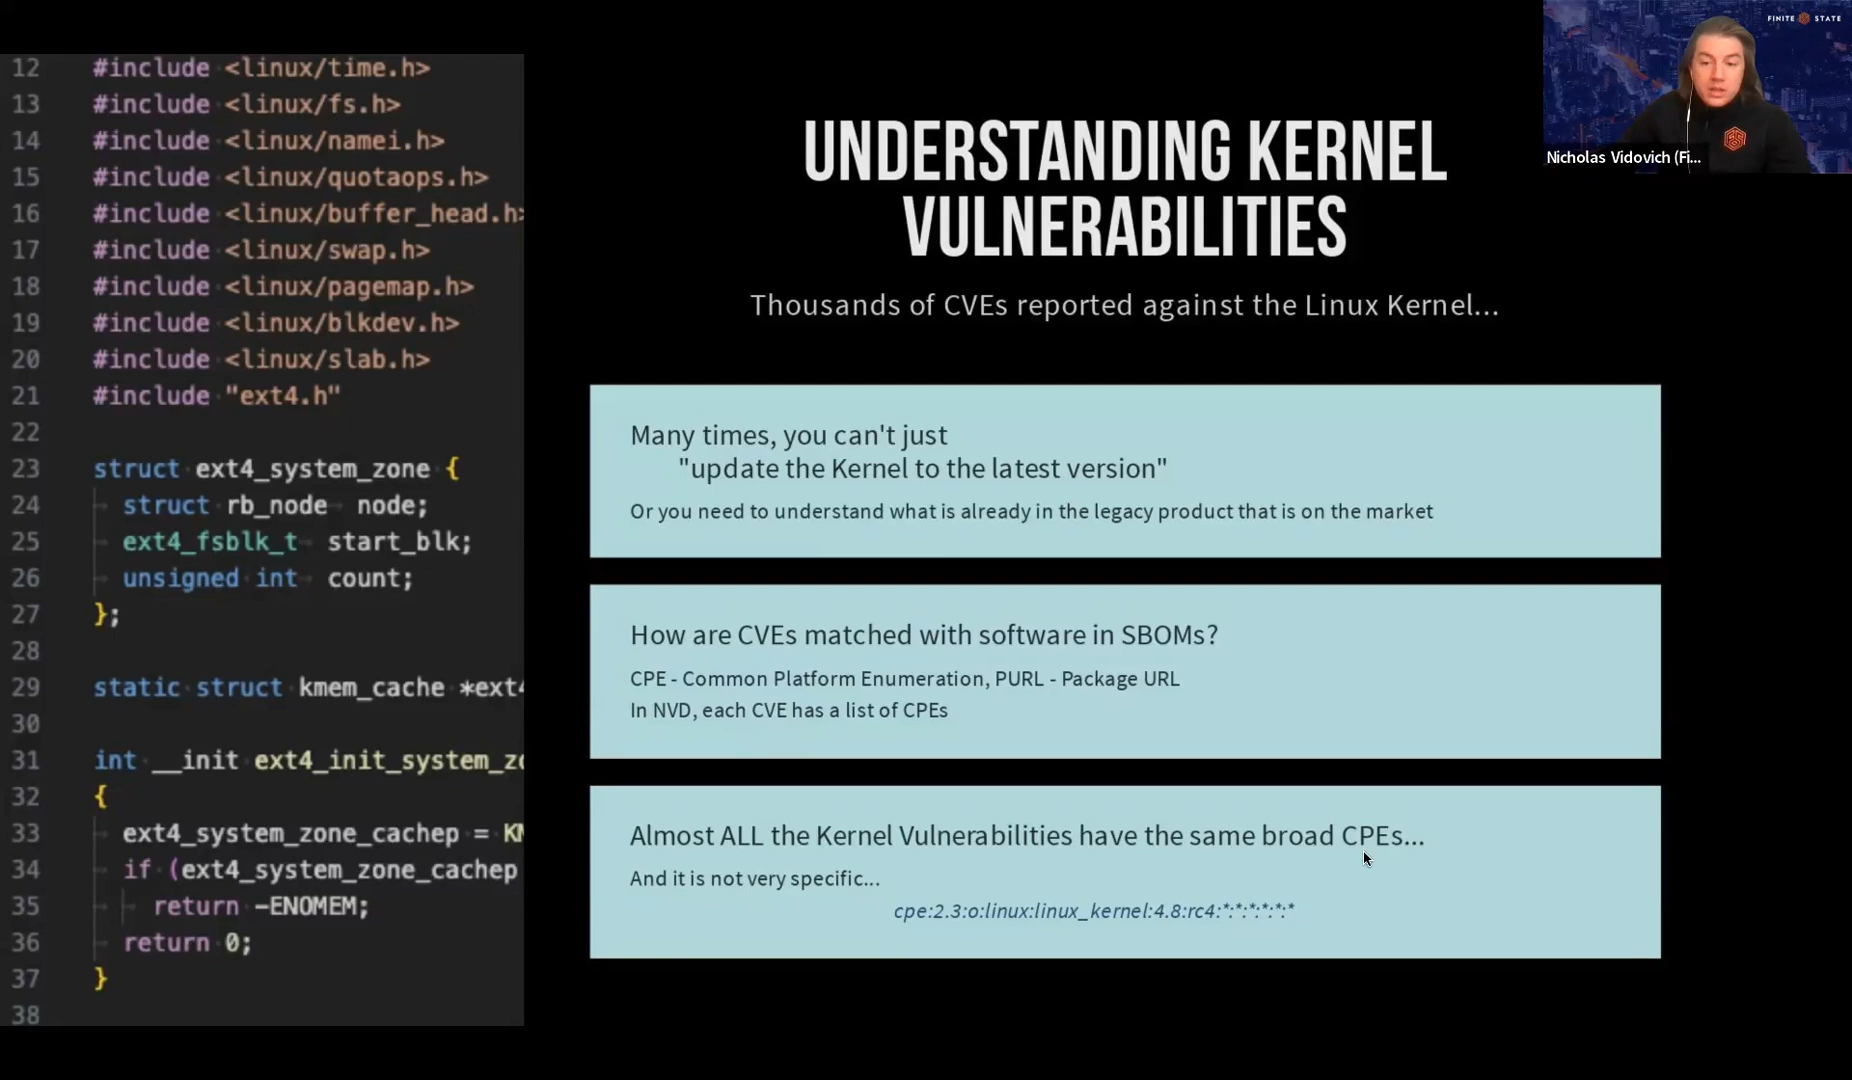 12 #include <linux/time.h>
13 #include <linux/fs.h>
14 #include <linux/namei.h>
15 #include <linux/quotaops.h>
16 #include <linux/buffer_head.h>
17 #include <linux/swap.h>
18 #include <linux/pagemap.h>
19 #include <linux/blkdev.h>
20 #include <linux/slab.h>
21 #include "ext4.h"
22
23 struct ext4_system_zone {
24 struct rb_node node;
25 ext4_fsblk_t start_blk;
26 unsigned int count;
27 };
28
29 static struct kmem_cache *ext4
30
31 int __init ext4_init_system_zo
32 {
33 ext4_system_zone_cachep = KM
34 if (ext4_system_zone_cachep
35 return -ENOMEM;
36 return 0;
37 }
38
UNDERSTANDING KERNEL
VULNERABILITIES
Thousands of CVEs reported against the Linux Kernel...
Many times, you can't just
"update the Kernel to the latest version"
Or you need to understand what is already in the legacy product that is on the market
How are CVEs matched with software in SBOMs?
CPE - Common Platform Enumeration, PURL - Package URL
In NVD, each CVE has a list of CPEs
Almost ALL the Kernel Vulnerabilities have the same broad CPEs...
And it is not very specific...
cpe:2.3:o:linux:linux_kernel:4.8:rc4:*:*:*:*:*:*
FINITE STATE
Nicholas Vidovich (Fi...